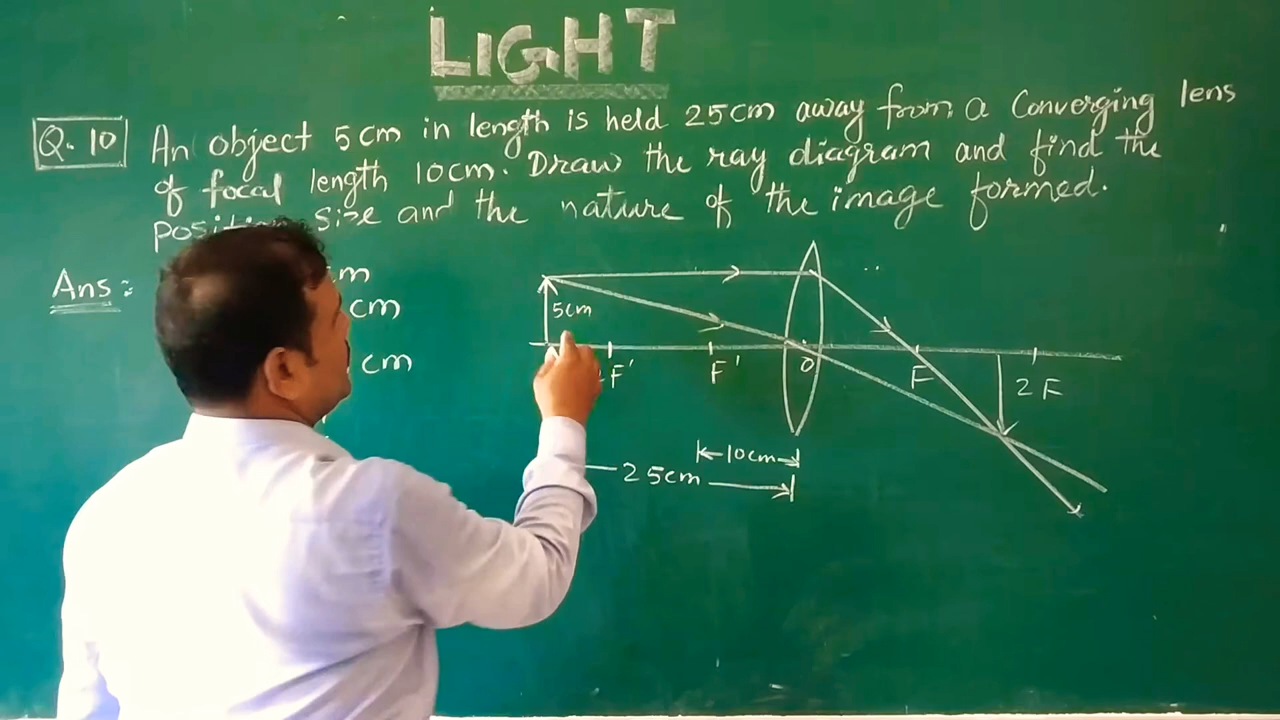 LIGHT
Q. 10 An object 5cm in length is held 25cm away from a Converging lens
of focal length 10cm. Draw the ray diagram and find the
size and the nature of the image formed.
Ans:
cm
cm
5cm
F' F' O F 2F
10cm
25cm